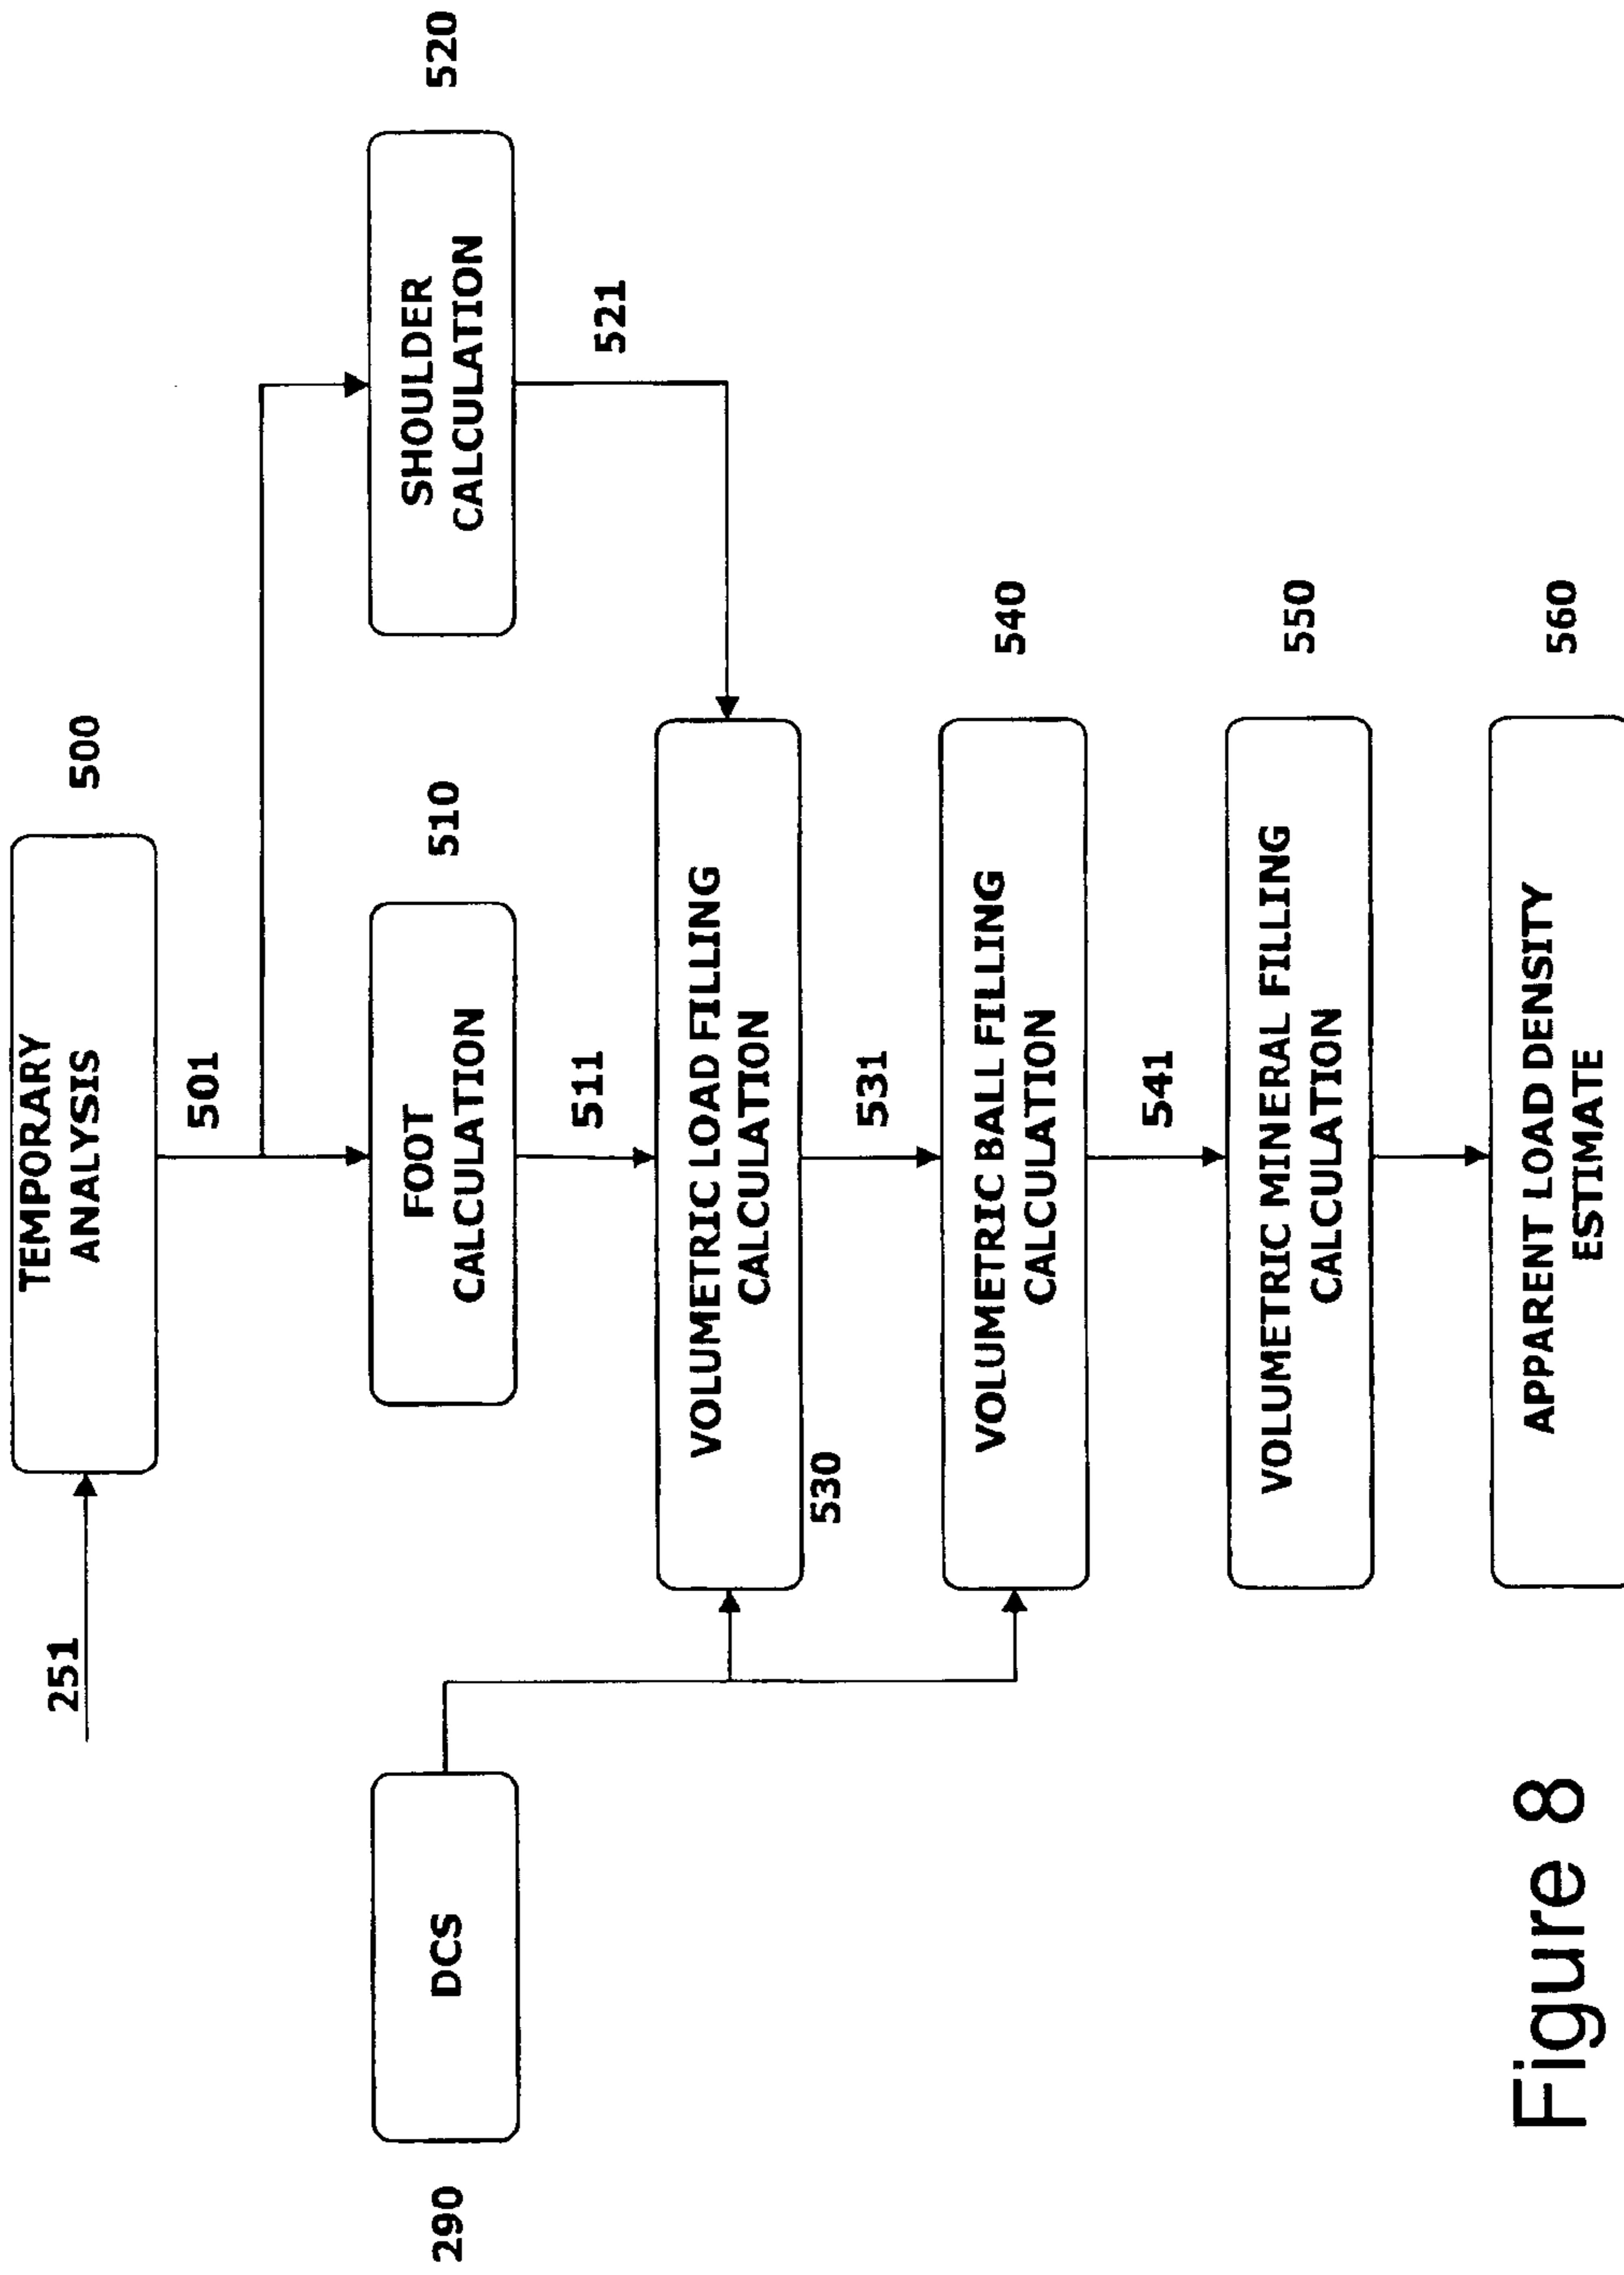 251
TEMPORARY
ANALYSIS
500
501
290
DCS
FOOT
CALCULATION
510
SHOULDER
CALCULATION
520
511
521
VOLUMETRIC LOAD FILLING
CALCULATION
530
531
VOLUMETRIC BALL FILLING
CALCULATION
540
541
VOLUMETRIC MINERAL FILLING
CALCULATION
550
APPARENT LOAD DENSITY
ESTIMATE
560
Figure 8